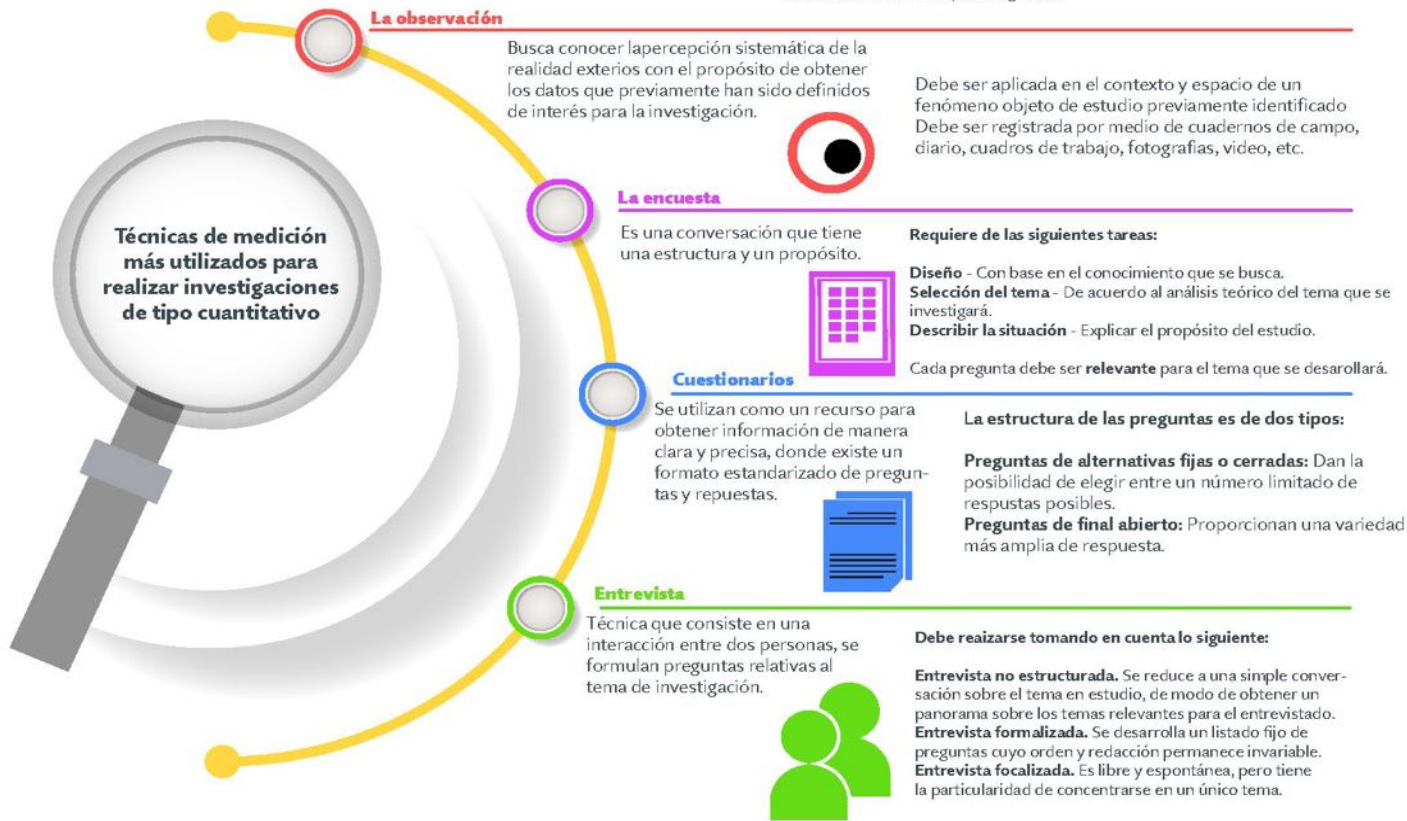 La observación
Busca conocer lapercepción sistemática de la
realidad exterios con el propósito de obtener
los datos que previamente han sido definidos
de interés para la investigación.
Debe ser aplicada en el contexto y espacio de un
fenómeno objeto de estudio previamente identificado
Debe ser registrada por medio de cuadernos de campo,
diario, cuadros de trabajo, fotografias, video, etc.
Técnicas de medición
más utilizados para
realizar investigaciones
de tipo cuantitativo
La encuesta
Es una conversación que tiene
una estructura y un propósito.
Requiere de las siguientes tareas:
Diseño - Con base en el conocimiento que se busca.
Selección del tema - De acuerdo al análisis teórico del tema que se
investigará.
Describir la situación - Explicar el propósito del estudio.
Cada pregunta debe ser relevante para el tema que se desarollará.
Cuestionarios
Se utilizan como un recurso para
obtener información de manera
clara y precisa, donde existe un
formato estandarizado de pregun-
tas y repuestas.
La estructura de las preguntas es de dos tipos:
Preguntas de alternativas fijas o cerradas: Dan la
posibilidad de elegir entre un número limitado de
respustas posibles.
Preguntas de final abierto: Proporcionan una variedad
más amplia de respuesta.
Entrevista
Técnica que consiste en una
interacción entre dos personas, se
formulan preguntas relativas al
tema de investigación.
Debe reaizarse tomando en cuenta lo siguiente:
Entrevista no estructurada. Se reduce a una simple conver-
sación sobre el tema en estudio, de modo de obtener un
panorama sobre los temas relevantes para el entrevistado.
Entrevista formalizada. Se desarrolla un listado fijo de
preguntas cuyo orden y redacción permanece invariable.
Entrevista focalizada. Es libre y espontánea, pero tiene
la particularidad de concentrarse en un único tema.